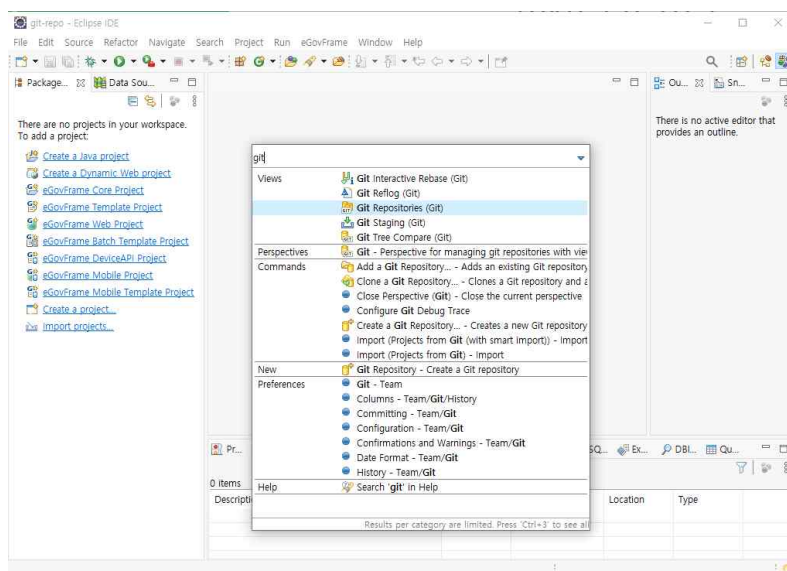 git-repo - Eclipse IDE
File Edit Source Refactor Navigate Search Project Run eGovFrame Window Help
Package... Data Sou...
There are no projects in your workspace.
To add a project:
Create a Java project
Create a Dynamic Web project
eGovFrame Core Project
eGovFrame Template Project
eGovFrame Web Project
eGovFrame Batch Template Project
eGovFrame DeviceAPI Project
eGovFrame Mobile Project
eGovFrame Mobile Template Project
Create a project...
Import projects...
git
Views Git Interactive Rebase (Git)
Git Reflog (Git)
Git Repositories (Git)
Git Staging (Git)
Git Tree Compare (Git)
Perspectives Git - Perspective for managing git repositories with vie
Commands Add a Git Repository... - Adds an existing Git repository
Clone a Git Repository... - Clones a Git repository and a
Close Perspective (Git) - Close the current perspective
Configure Git Debug Trace
Create a Git Repository... - Creates a new Git repository
Import (Projects from Git (with smart import)) - Import
Import (Projects from Git) - Import
New Git Repository - Create a Git repository
Preferences Git - Team
Columns - Team/Git/History
Committing - Team/Git
Configuration - Team/Git
Confirmations and Warnings - Team/Git
Date Format - Team/Git
History - Team/Git
Help Search 'git' in Help
Results per category are limited. Press 'Ctrl+3' to see all
Ou... Sn...
There is no active editor that
provides an outline.
Pr... SQ... Ex... DBI... Qu...
0 items
Descripti Location Type